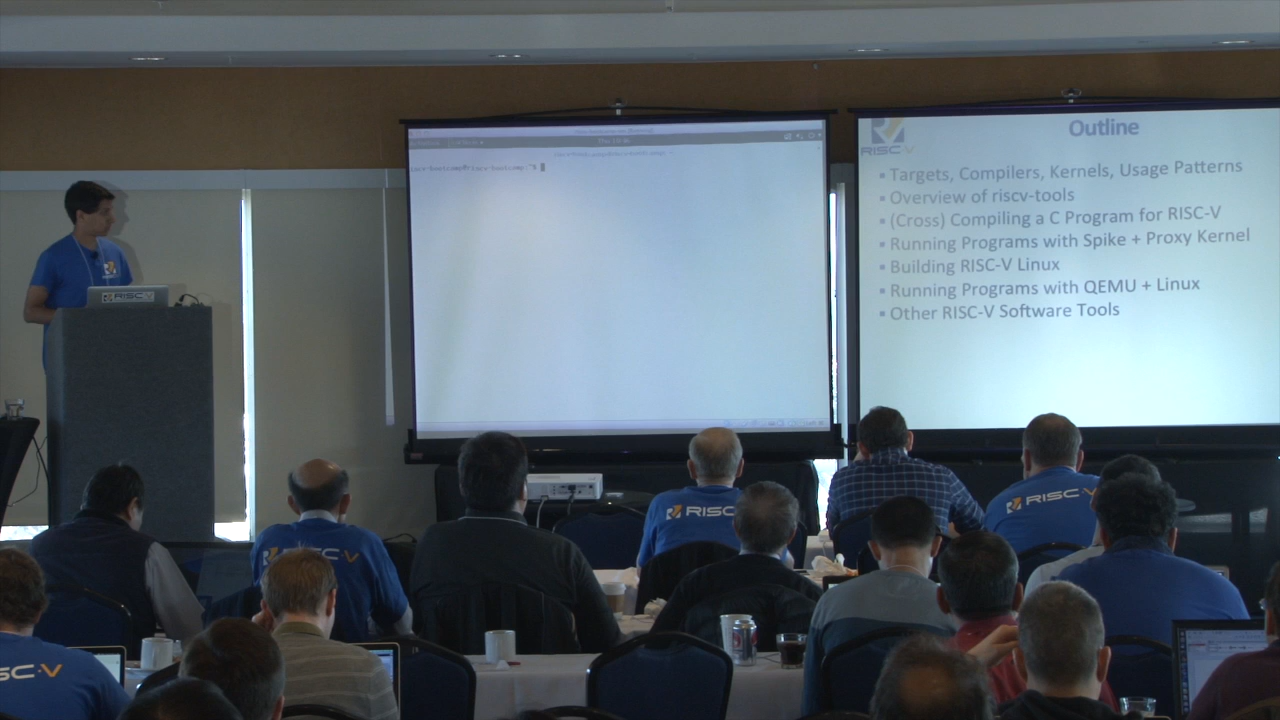 RISC-V
Outline
Targets, Compilers, Kernels, Usage Patterns
Overview of riscv-tools
(Cross) Compiling a C Program for RISC-V
Running Programs with Spike + Proxy Kernel
Building RISC-V Linux
Running Programs with QEMU + Linux
Other RISC-V Software Tools
RISC-V
RISC-V
RISC
RISC-V
SC-V